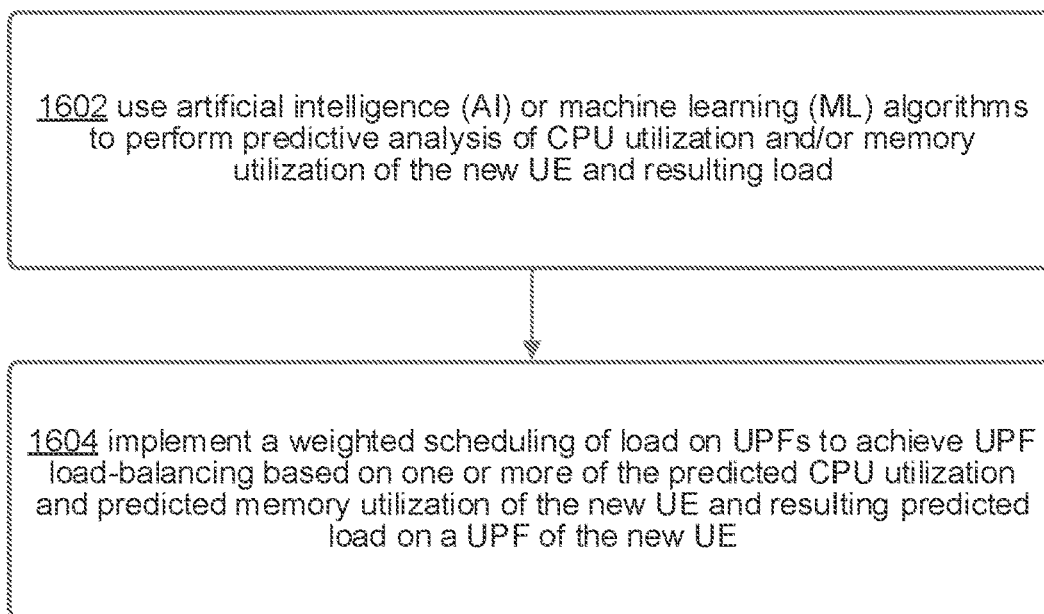 1602 use artificial intelligence (AI) or machine learning (ML) algorithms
to perform predictive analysis of CPU utilization and/or memory
utilization of the new UE and resulting load
1604 implement a weighted scheduling of load on UPFs to achieve UPF
load-balancing based on one or more of the predicted CPU utilization
and predicted memory utilization of the new UE and resulting predicted
load on a UPF of the new UE